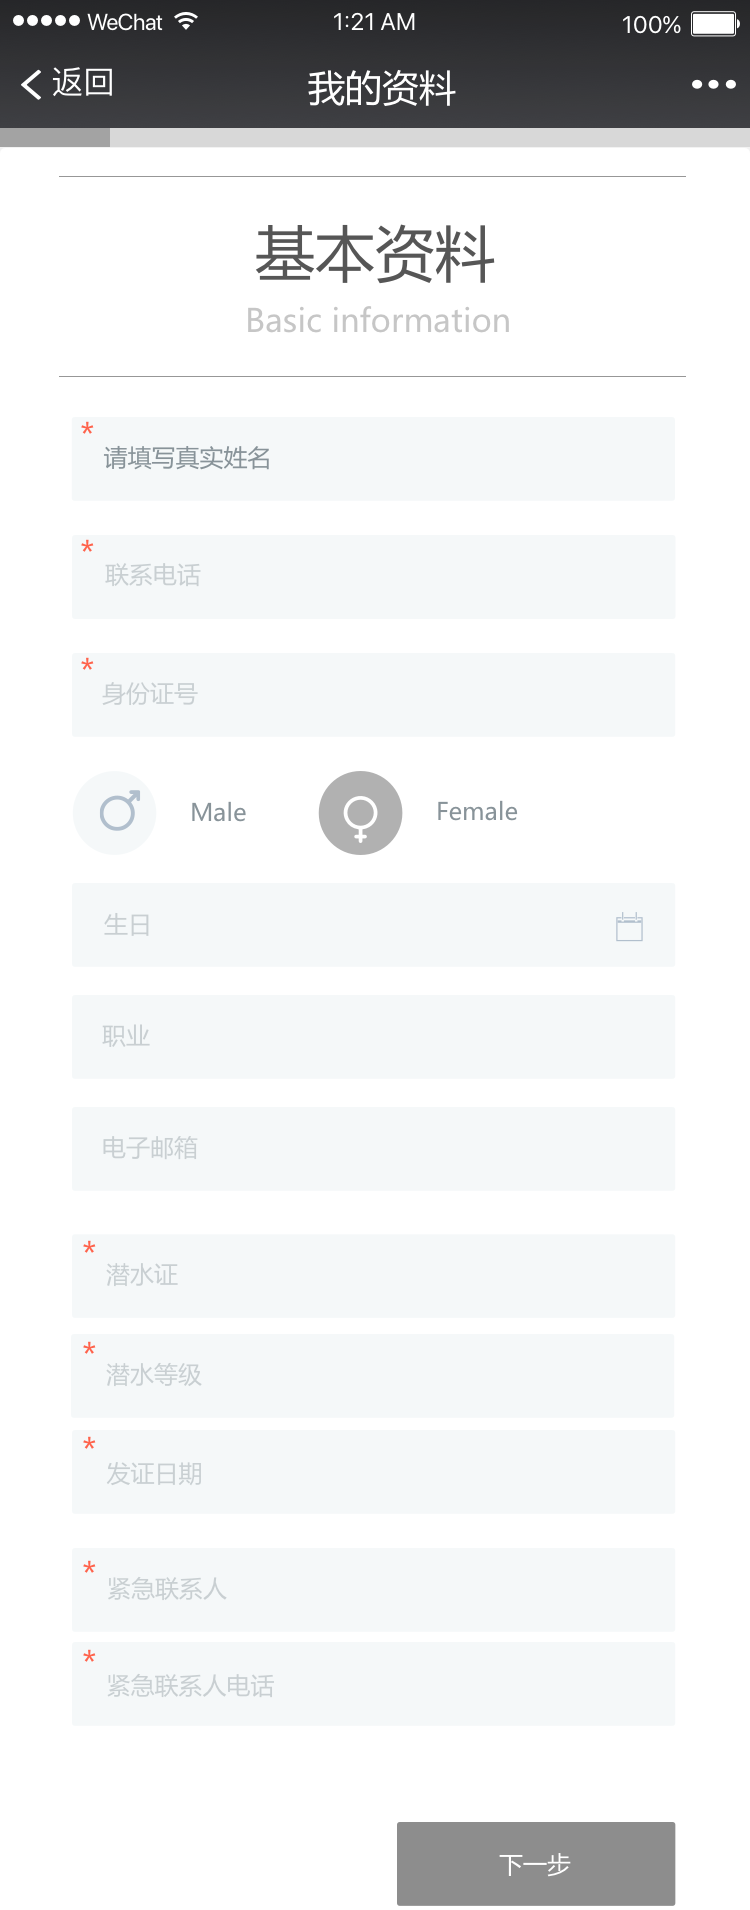 WeChat 1:21 AM 100%
返回 我的资料
基本资料
Basic information
* 请填写真实姓名
* 联系电话
* 身份证号
Male Female
生日
职业
电子邮箱
* 潜水证
* 潜水等级
* 发证日期
* 紧急联系人
* 紧急联系人电话
下一步